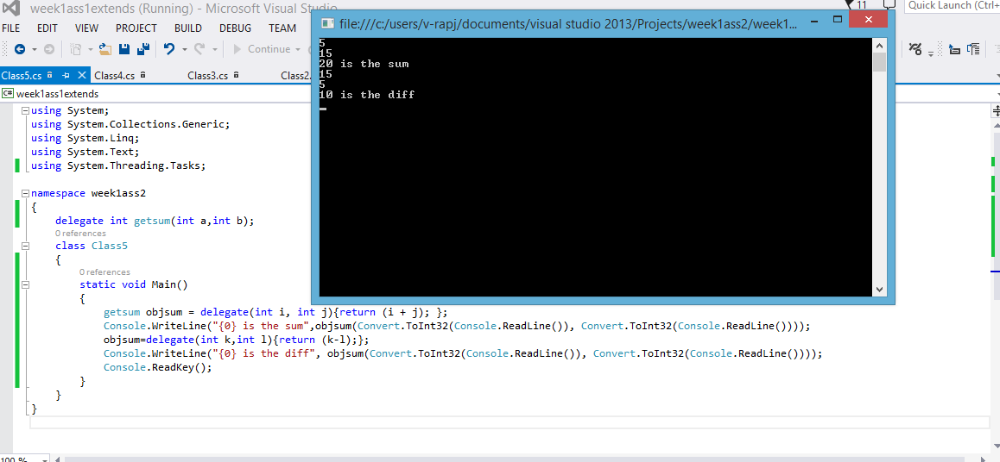 week1ass1extends (Running) - Microsoft Visual Studio
11
Quick Launch (Ctrl+
FILE EDIT VIEW PROJECT BUILD DEBUG TEAM
Continue
Class5.cs Class4.cs Class3.cs Class2.
week1ass1extends
file:///c:/users/v-rapj/documents/visual studio 2013/Projects/week1ass2/week1...
5
15
20 is the sum
15
5
10 is the diff
using System;
using System.Collections.Generic;
using System.Linq;
using System.Text;
using System.Threading.Tasks;
namespace week1ass2
{
delegate int getsum(int a,int b);
0 references
class Class5
{
0 references
static void Main()
{
getsum objsum = delegate(int i, int j){return (i + j); };
Console.WriteLine("{0} is the sum",objsum(Convert.ToInt32(Console.ReadLine()), Convert.ToInt32(Console.ReadLine())));
objsum=delegate(int k,int l){return (k-l);};
Console.WriteLine("{0} is the diff", objsum(Convert.ToInt32(Console.ReadLine()), Convert.ToInt32(Console.ReadLine())));
Console.ReadKey();
}
}
}
100 %